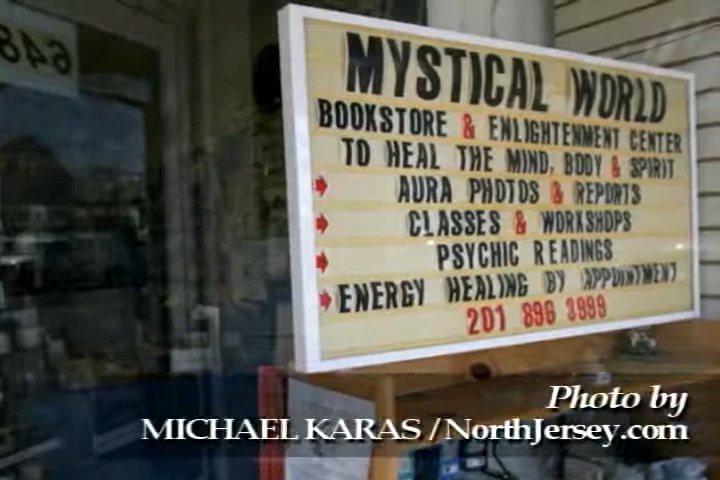 648
MYSTICAL WORLD
BOOKSTORE & ENLIGHTENMENT CENTER
TO HEAL THE MIND, BODY & SPIRIT
AURA PHOTOS & REPORTS
CLASSES & WORKSHOPS
PSYCHIC READINGS
ENERGY HEALING BY APPOINTMENT
201 896 3999
Photo by
MICHAEL KARAS / NorthJersey.com